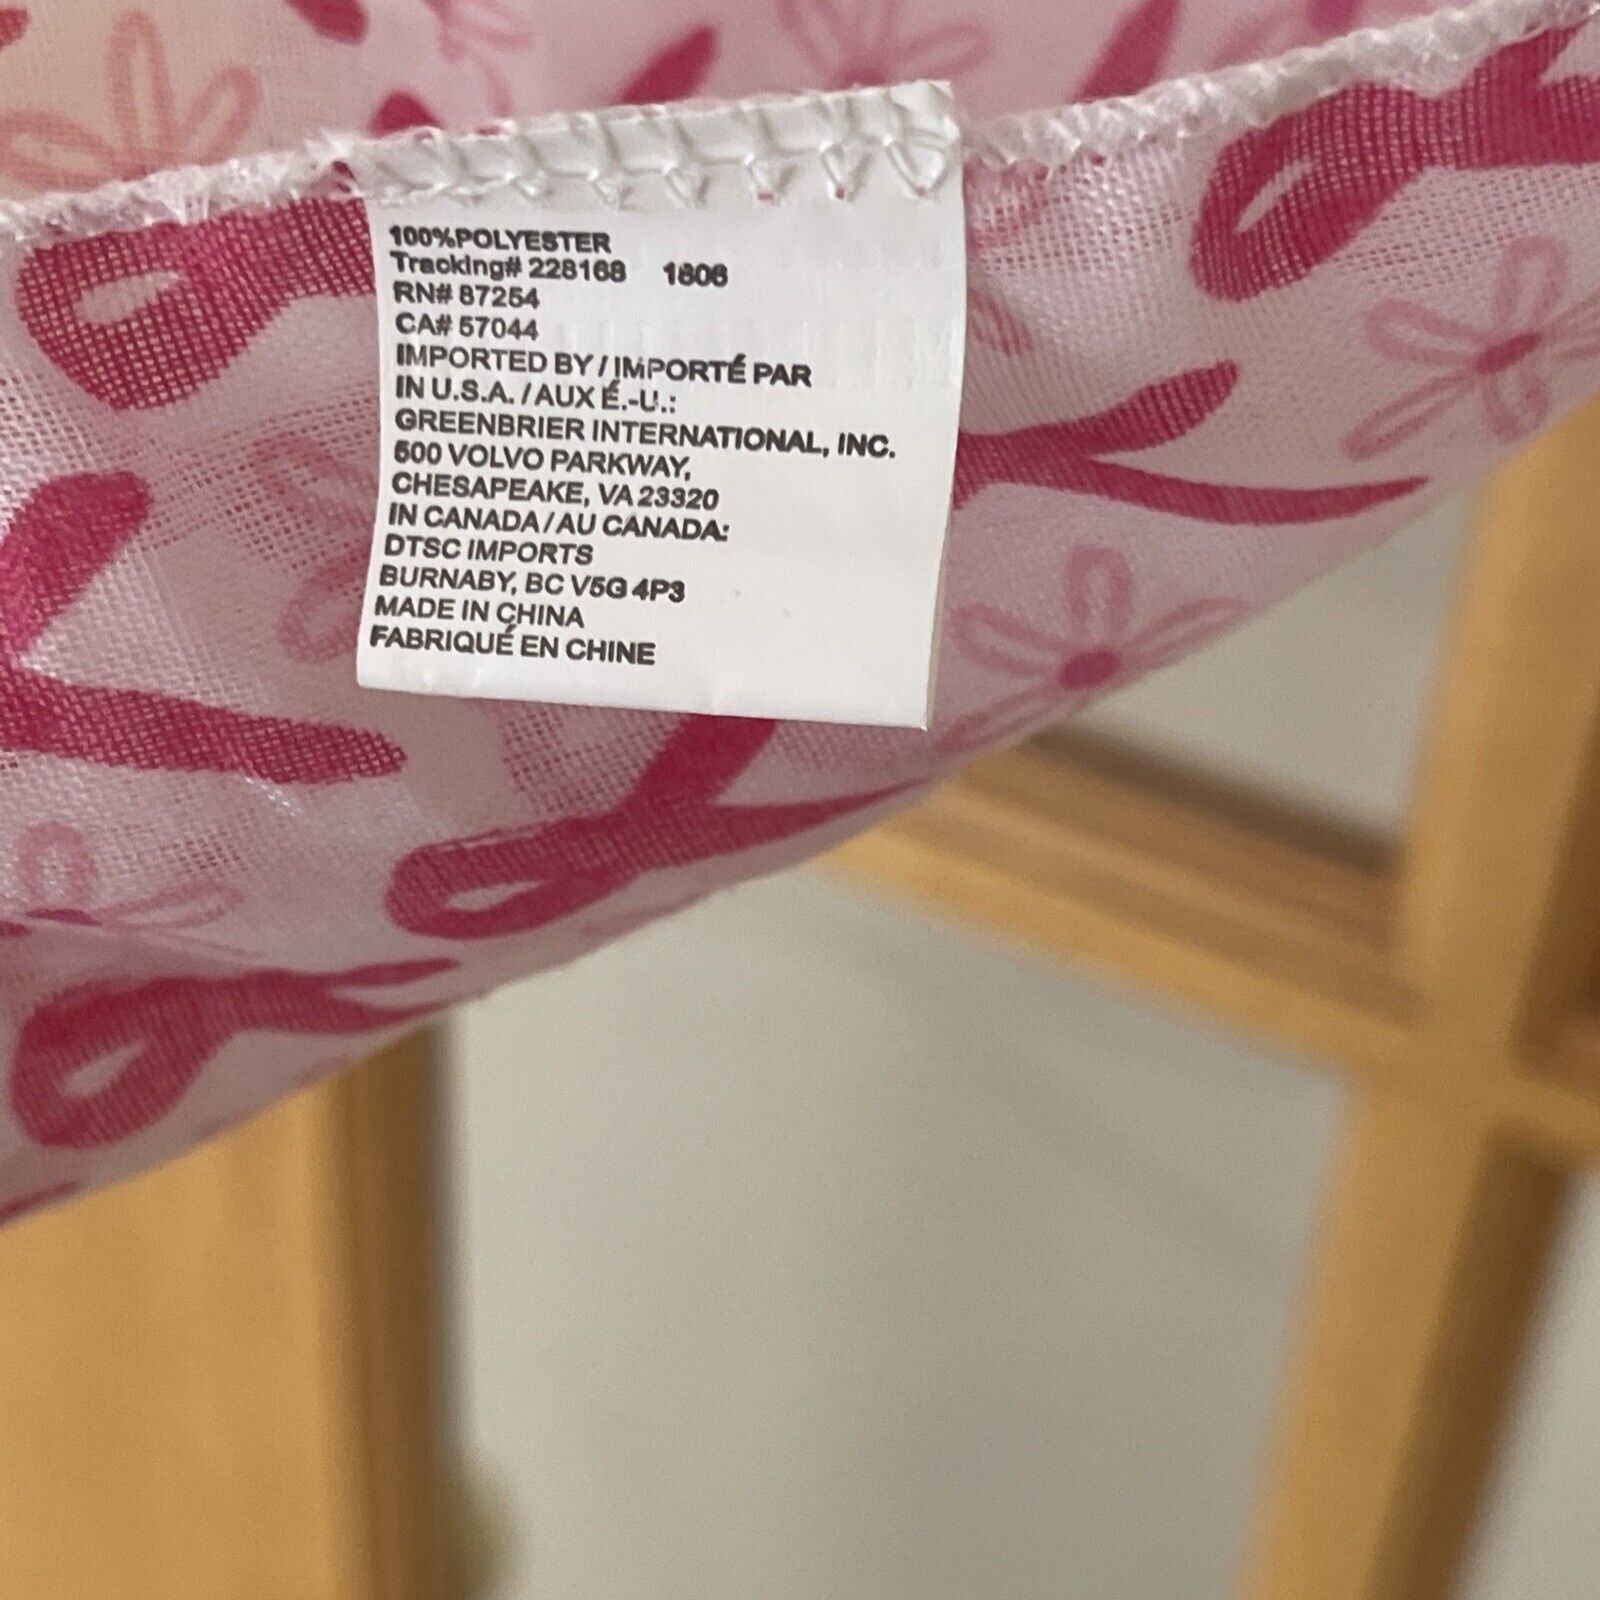 100%POLYESTER
Tracking# 228168 1806
RN# 87254
CA# 57044
IMPORTED BY / IMPORTÉ PAR
IN U.S.A. / AUX É.-U.:
GREENBRIER INTERNATIONAL, INC.
500 VOLVO PARKWAY,
CHESAPEAKE, VA 23320
IN CANADA / AU CANADA:
DTSC IMPORTS
BURNABY, BC V5G 4P3
MADE IN CHINA
FABRIQUÉ EN CHINE